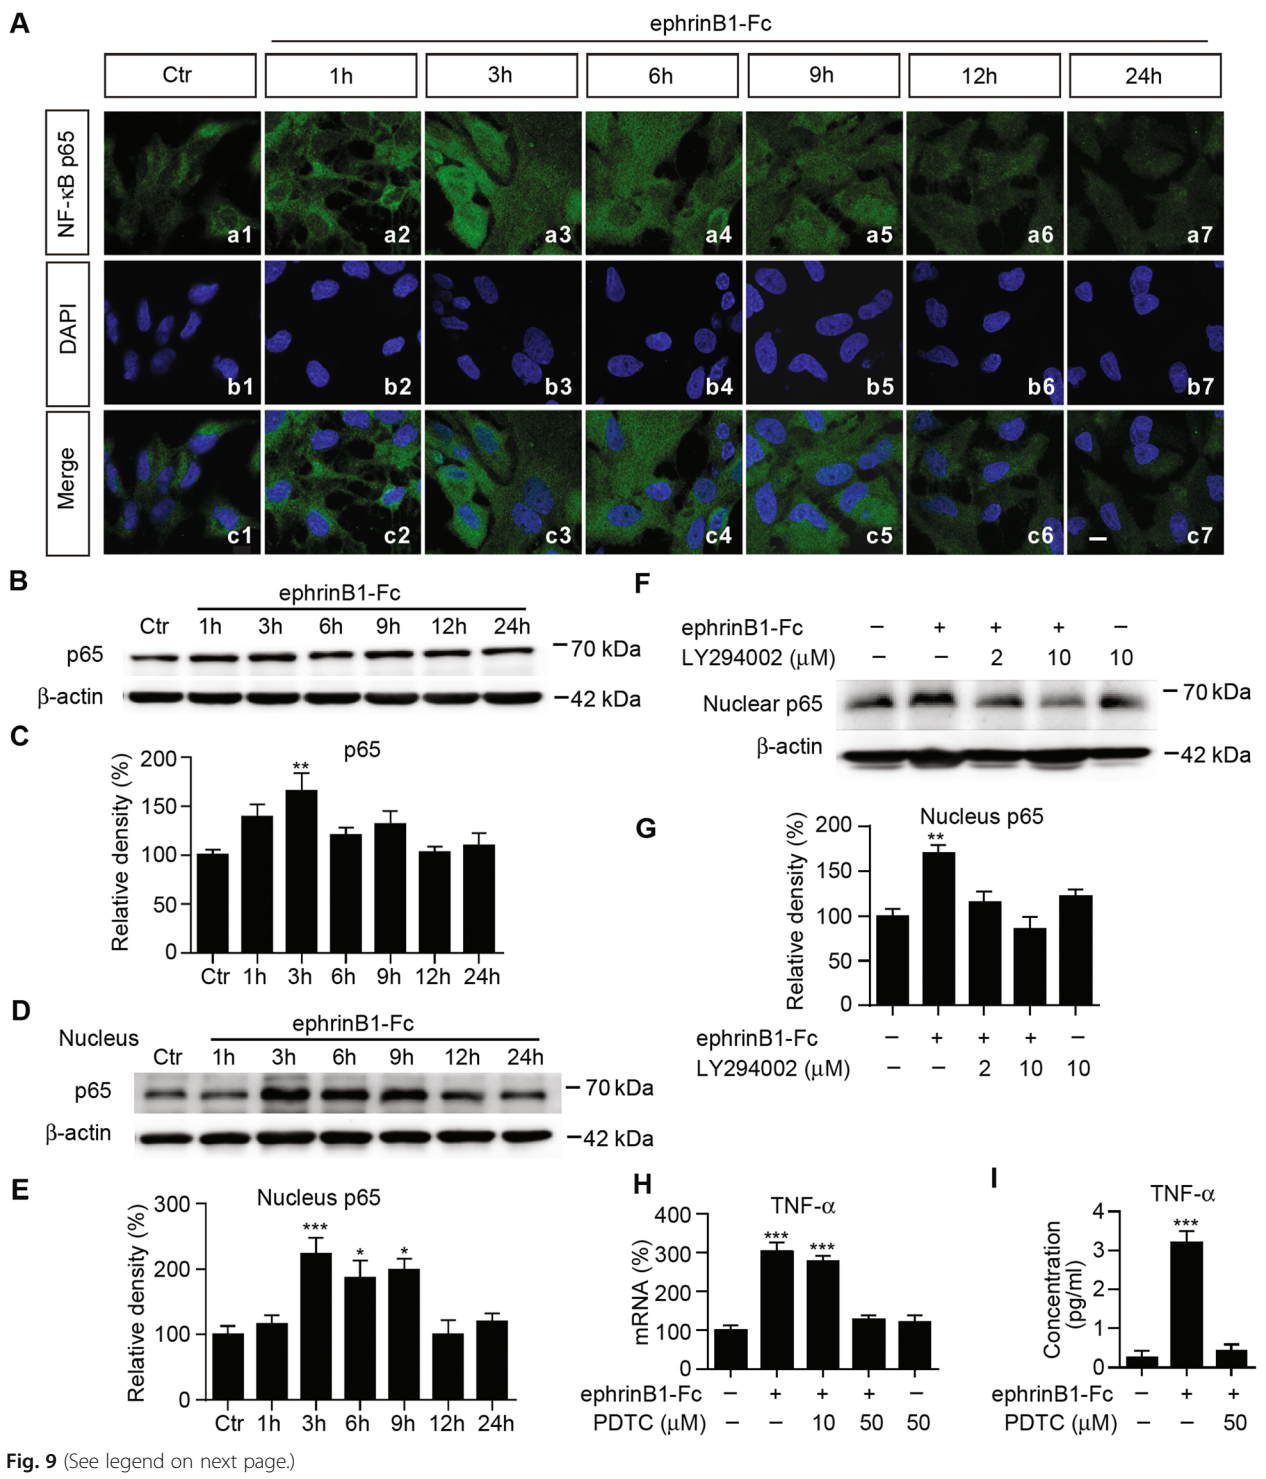 A
ephrinB1-Fc
Ctr 1h 3h 6h 9h 12h 24h
NF-κB p65
a1 a2 a3 a4 a5 a6 a7
DAPI
b1 b2 b3 b4 b5 b6 b7
Merge
c1 c2 c3 c4 c5 c6 c7
B
ephrinB1-Fc
Ctr 1h 3h 6h 9h 12h 24h
p65 70 kDa
β-actin 42 kDa
C
p65
Relative density (%)
200
150
100
50
0
Ctr 1h 3h 6h 9h 12h 24h
**
D
Nucleus
ephrinB1-Fc
Ctr 1h 3h 6h 9h 12h 24h
p65 70 kDa
β-actin 42 kDa
E
Nucleus p65
Relative density (%)
300
200
100
0
*** * *
Ctr 1h 3h 6h 9h 12h 24h
F
ephrinB1-Fc − + + + −
LY294002 (μM) − − 2 10 10
Nuclear p65 70 kDa
β-actin 42 kDa
G
Nucleus p65
Relative density (%)
200
150
100
50
0
**
ephrinB1-Fc − + + + −
LY294002 (μM) − − 2 10 10
H
TNF-α
mRNA (%)
400
300
200
100
0
*** ***
ephrinB1-Fc − + + + −
PDTC (μM) − − 10 50 50
I
TNF-α
Concentration
(pg/ml)
4
3
2
1
0
***
ephrinB1-Fc − + +
PDTC (μM) − − 50
Fig. 9 (See legend on next page.)